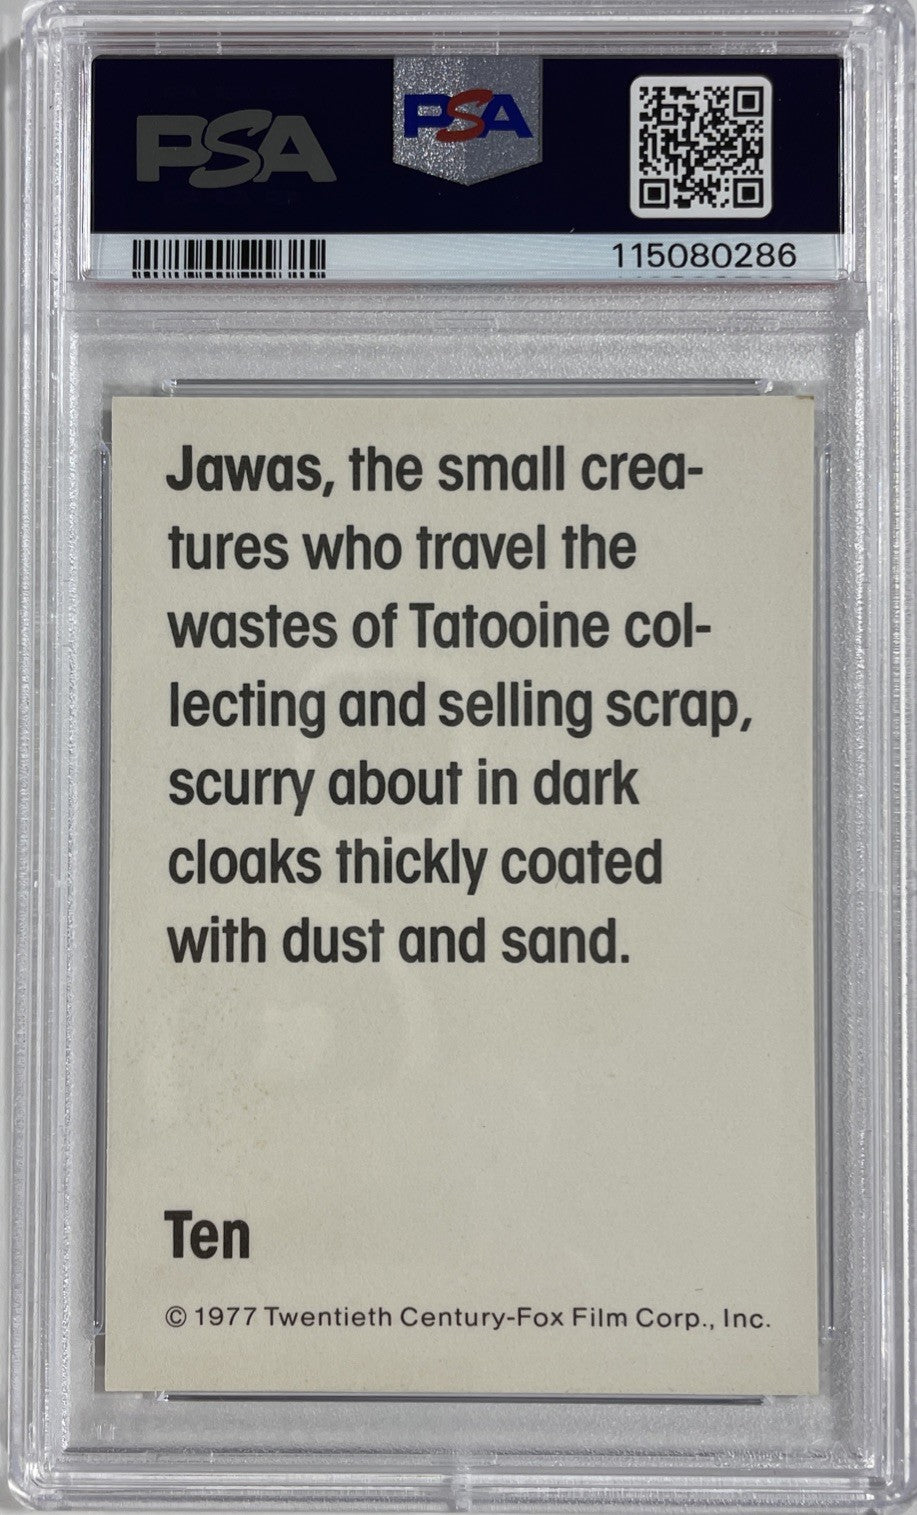 PSA
PSA
115080286
Jawas, the small crea-
tures who travel the
wastes of Tatooine col-
lecting and selling scrap,
scurry about in dark
cloaks thickly coated
with dust and sand.
Ten
© 1977 Twentieth Century-Fox Film Corp., Inc.